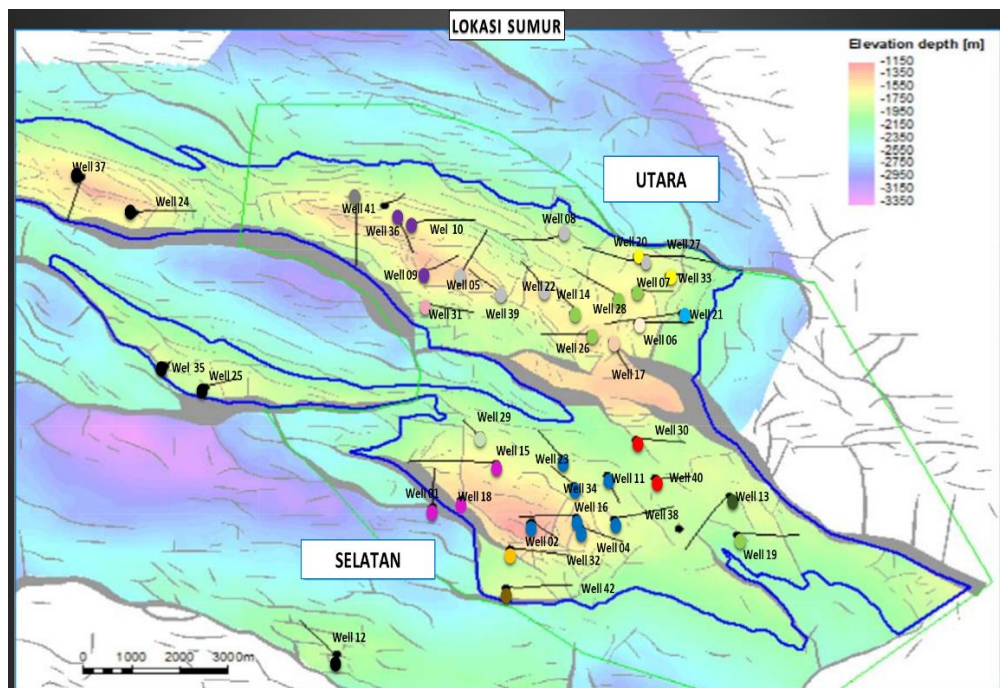 LOKASI SUMUR
Elevation depth [m]
-1150
-1350
-1550
-1750
-1950
-2150
-2350
-2550
-2750
-2950
-3150
-3350
UTARA
Well 37
Well 24
Well 41
Well 36
Wel 10
Well 08
Well 20
Well 27
Well 09
Well 05
Well 22
Well 14
Well 07
Well 33
Well 31
Well 39
Well 28
Well 21
Well 26
Well 06
Well 17
Wel 35
Well 25
Well 29
Well 30
Well 15
Well 23
Well 11
Well 40
Well 01
Well 18
Well 34
Well 13
Well 16
Well 38
Well 02
Well 04
Well 19
SELATAN
Well 32
Well 42
Well 12
0 1000 2000 3000m